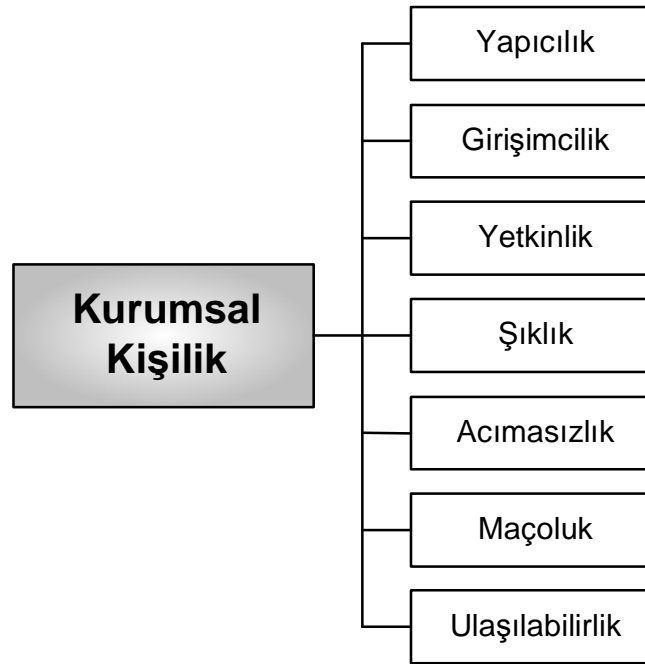 Yapıcılık
Girişimcilik
Yetkinlik
Kurumsal
Kişilik
Şıklık
Acımasızlık
Maçoluk
Ulaşılabilirlik